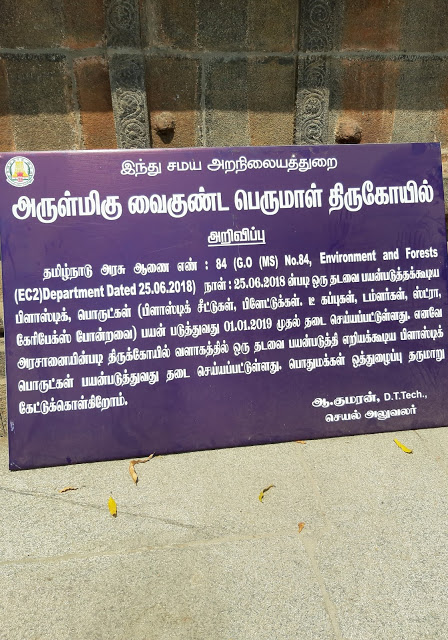 இந்து சமய அறநிலையத்துறை
அருள்மிகு வைகுண்ட பெருமாள் திருகோயில்
அறிவிப்பு
தமிழ்நாடு அரசு ஆணை எண் : 84 (G.O (MS) No.84, Environment and Forests
(EC2)Department Dated 25.06.2018) நாள் : 25.06.2018 ன்படி ஒரு தடவை பயன்படுத்தக்கூடிய
பிளாஸ்டிக், பொருட்கள் (பிளாஸ்டிக் சீட்டுகள், பிளேட்டுக்கள். டீ கப்புகள், டம்ளர்கள், ஸ்ட்ரா,
கேரிபேக்ஸ் போன்றவை) பயன் படுத்துவது 01.01.2019 முதல் தடை செய்யப்பட்டுள்ளது. எனவே
அரசாணையின்படி திருக்கோயில் வளாகத்தில் ஒரு தடவை பயன்படுத்தி எறியக்கூடிய பிளாஸ்டிக்
பொருட்கள் பயன்படுத்துவது தடை செய்யப்பட்டுள்ளது. பொதுமக்கள் ஒத்துழைப்பு தருமாறு
கேட்டுக்கொள்கிறோம்.
ஆ.குமரன், D.T.Tech.,
செயல் அலுவலர்